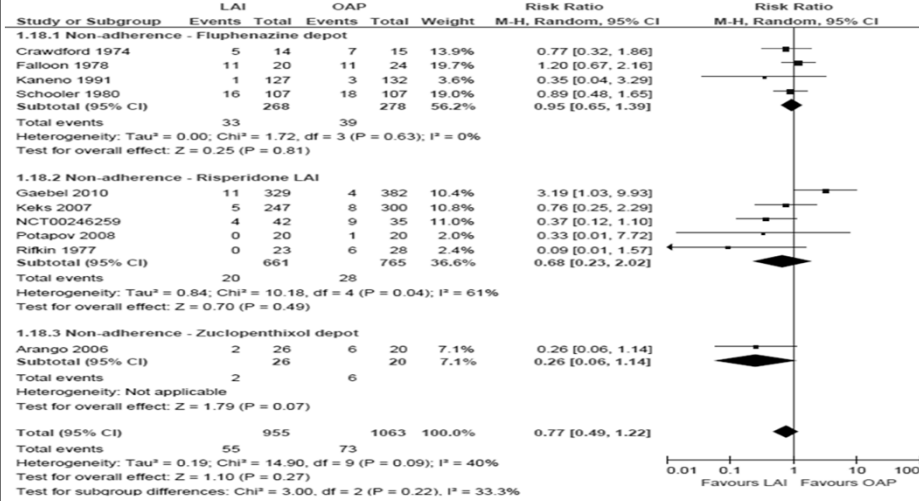 LAI OAP Risk Ratio Risk Ratio
Study or Subgroup Events Total Events Total Weight M-H, Random, 95% CI M-H, Random, 95% CI
1.18.1 Non-adherence - Fluphenazine depot
Crawdford 1974 5 14 7 15 13.9% 0.77 [0.32, 1.86]
Falloon 1978 11 20 11 24 19.7% 1.20 [0.67, 2.16]
Kaneno 1991 1 127 3 132 3.6% 0.35 [0.04, 3.29]
Schooler 1980 16 107 18 107 19.0% 0.89 [0.48, 1.65]
Subtotal (95% CI) 268 278 56.2% 0.95 [0.65, 1.39]
Total events 33 39
Heterogeneity: Tau² = 0.00; Chi² = 1.72, df = 3 (P = 0.63); I² = 0%
Test for overall effect: Z = 0.25 (P = 0.81)
1.18.2 Non-adherence - Risperidone LAI
Gaebel 2010 11 329 4 382 10.4% 3.19 [1.03, 9.93]
Keks 2007 5 247 8 300 10.8% 0.76 [0.25, 2.29]
NCT00246259 4 42 9 35 11.0% 0.37 [0.12, 1.10]
Potapov 2008 0 20 1 20 2.0% 0.33 [0.01, 7.72]
Rifkin 1977 0 23 6 28 2.4% 0.09 [0.01, 1.57]
Subtotal (95% CI) 661 765 36.6% 0.68 [0.23, 2.02]
Total events 20 28
Heterogeneity: Tau² = 0.84; Chi² = 10.18, df = 4 (P = 0.04); I² = 61%
Test for overall effect: Z = 0.70 (P = 0.49)
1.18.3 Non-adherence - Zuclopenthixol depot
Arango 2006 2 26 6 20 7.1% 0.26 [0.06, 1.14]
Subtotal (95% CI) 26 20 7.1% 0.26 [0.06, 1.14]
Total events 2 6
Heterogeneity: Not applicable
Test for overall effect: Z = 1.79 (P = 0.07)
Total (95% CI) 955 1063 100.0% 0.77 [0.49, 1.22]
Total events 55 73
Heterogeneity: Tau² = 0.19; Chi² = 14.90, df = 9 (P = 0.09); I² = 40%
Test for overall effect: Z = 1.10 (P = 0.27)
Test for subgroup differences: Chi² = 3.00, df = 2 (P = 0.22), I² = 33.3%
0.01 0.1 1 10 100
Favours LAI Favours OAP